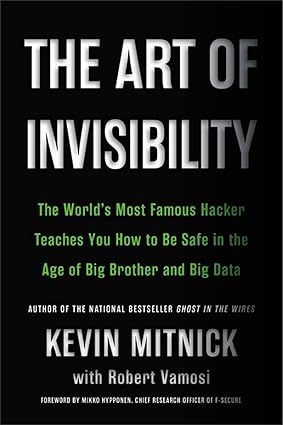 THE ART OF
INVISIBILITY
The World's Most Famous Hacker
Teaches You How to Be Safe in the
Age of Big Brother and Big Data
AUTHOR OF THE NATIONAL BESTSELLER GHOST IN THE WIRES
KEVIN MITNICK
with Robert Vamosi
FOREWORD BY MIKKO HYPPONEN, CHIEF RESEARCH OFFICER OF F-SECURE